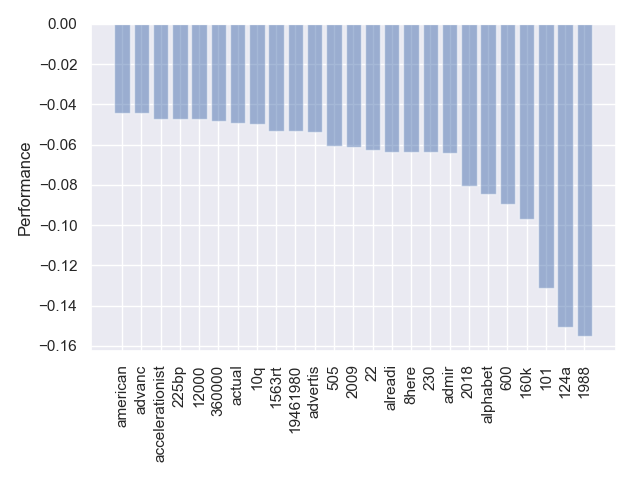 0.00
−0.02
−0.04
−0.06
−0.08
−0.10
−0.12
−0.14
−0.16
Performance
american
advanc
accelerationist
225bp
12000
360000
actual
10q
1563rt
19461980
advertis
505
2009
22
alreadi
8here
230
admir
2018
alphabet
600
160k
101
124a
1988